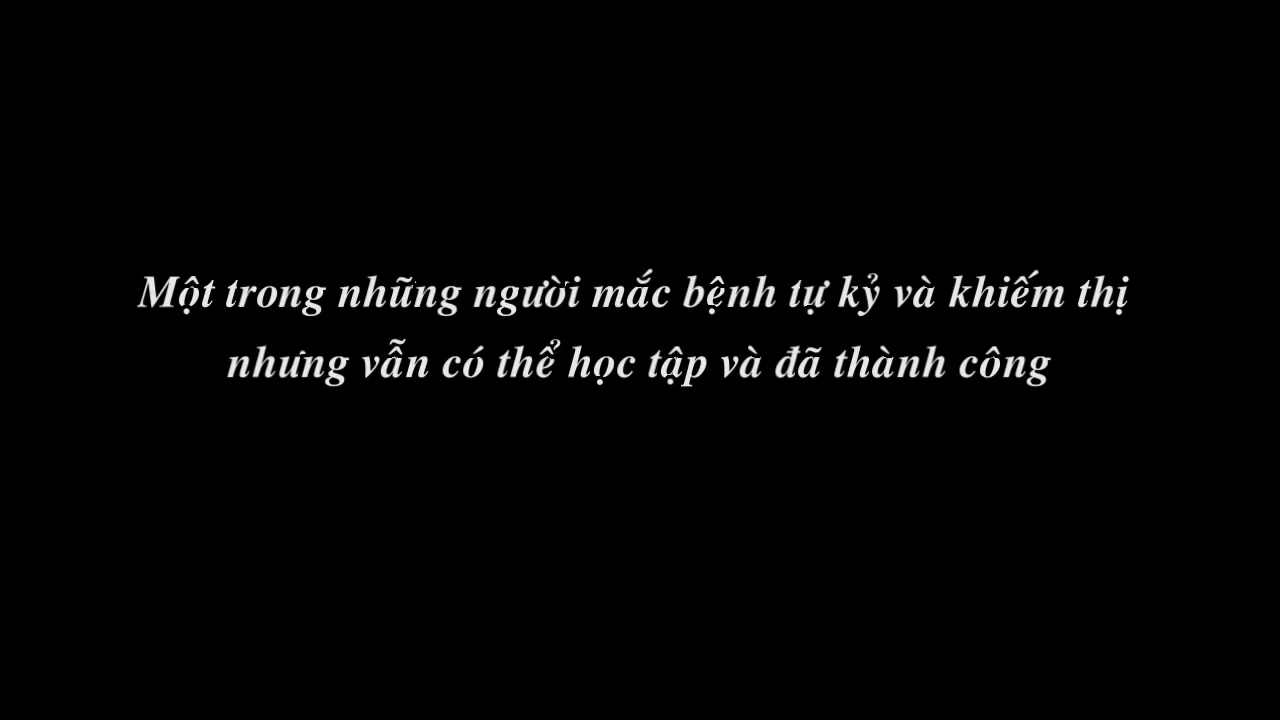 Một trong những người mắc bệnh tự kỷ và khiếm thị
nhưng vẫn có thể học tập và đã thành công